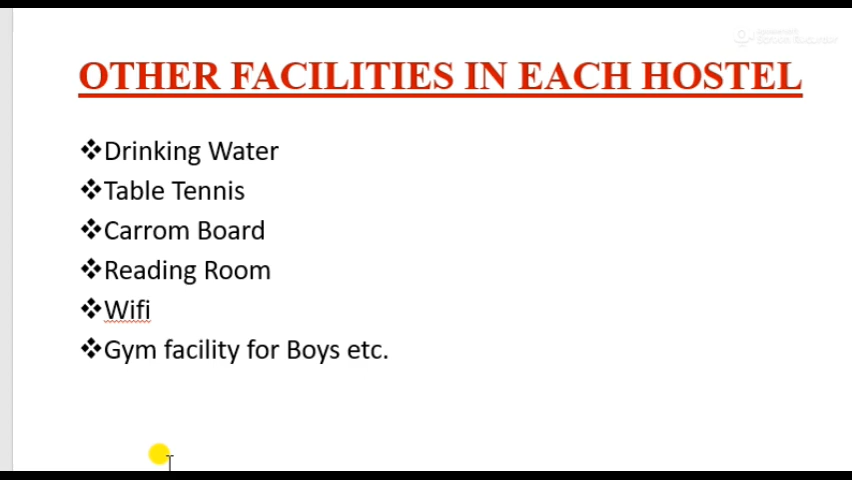 OTHER FACILITIES IN EACH HOSTEL
❖Drinking Water
❖Table Tennis
❖Carrom Board
❖Reading Room
❖Wifi
❖Gym facility for Boys etc.